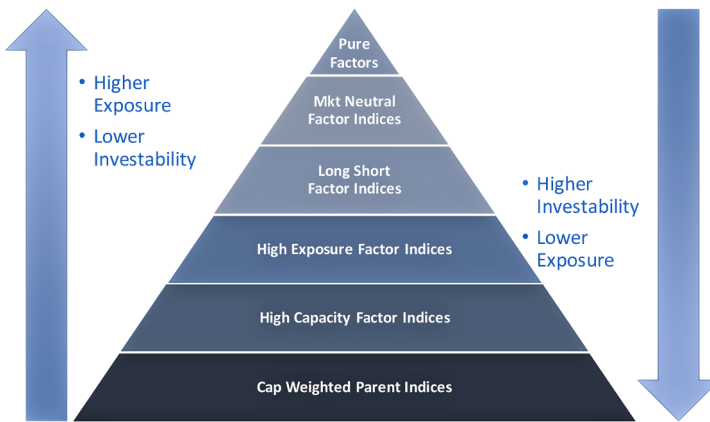 Pure
Factors
• Higher
Exposure
• Lower
Investability
Mkt Neutral
Factor Indices
Long Short
Factor Indices
• Higher
Investability
• Lower
Exposure
High Exposure Factor Indices
High Capacity Factor Indices
Cap Weighted Parent Indices